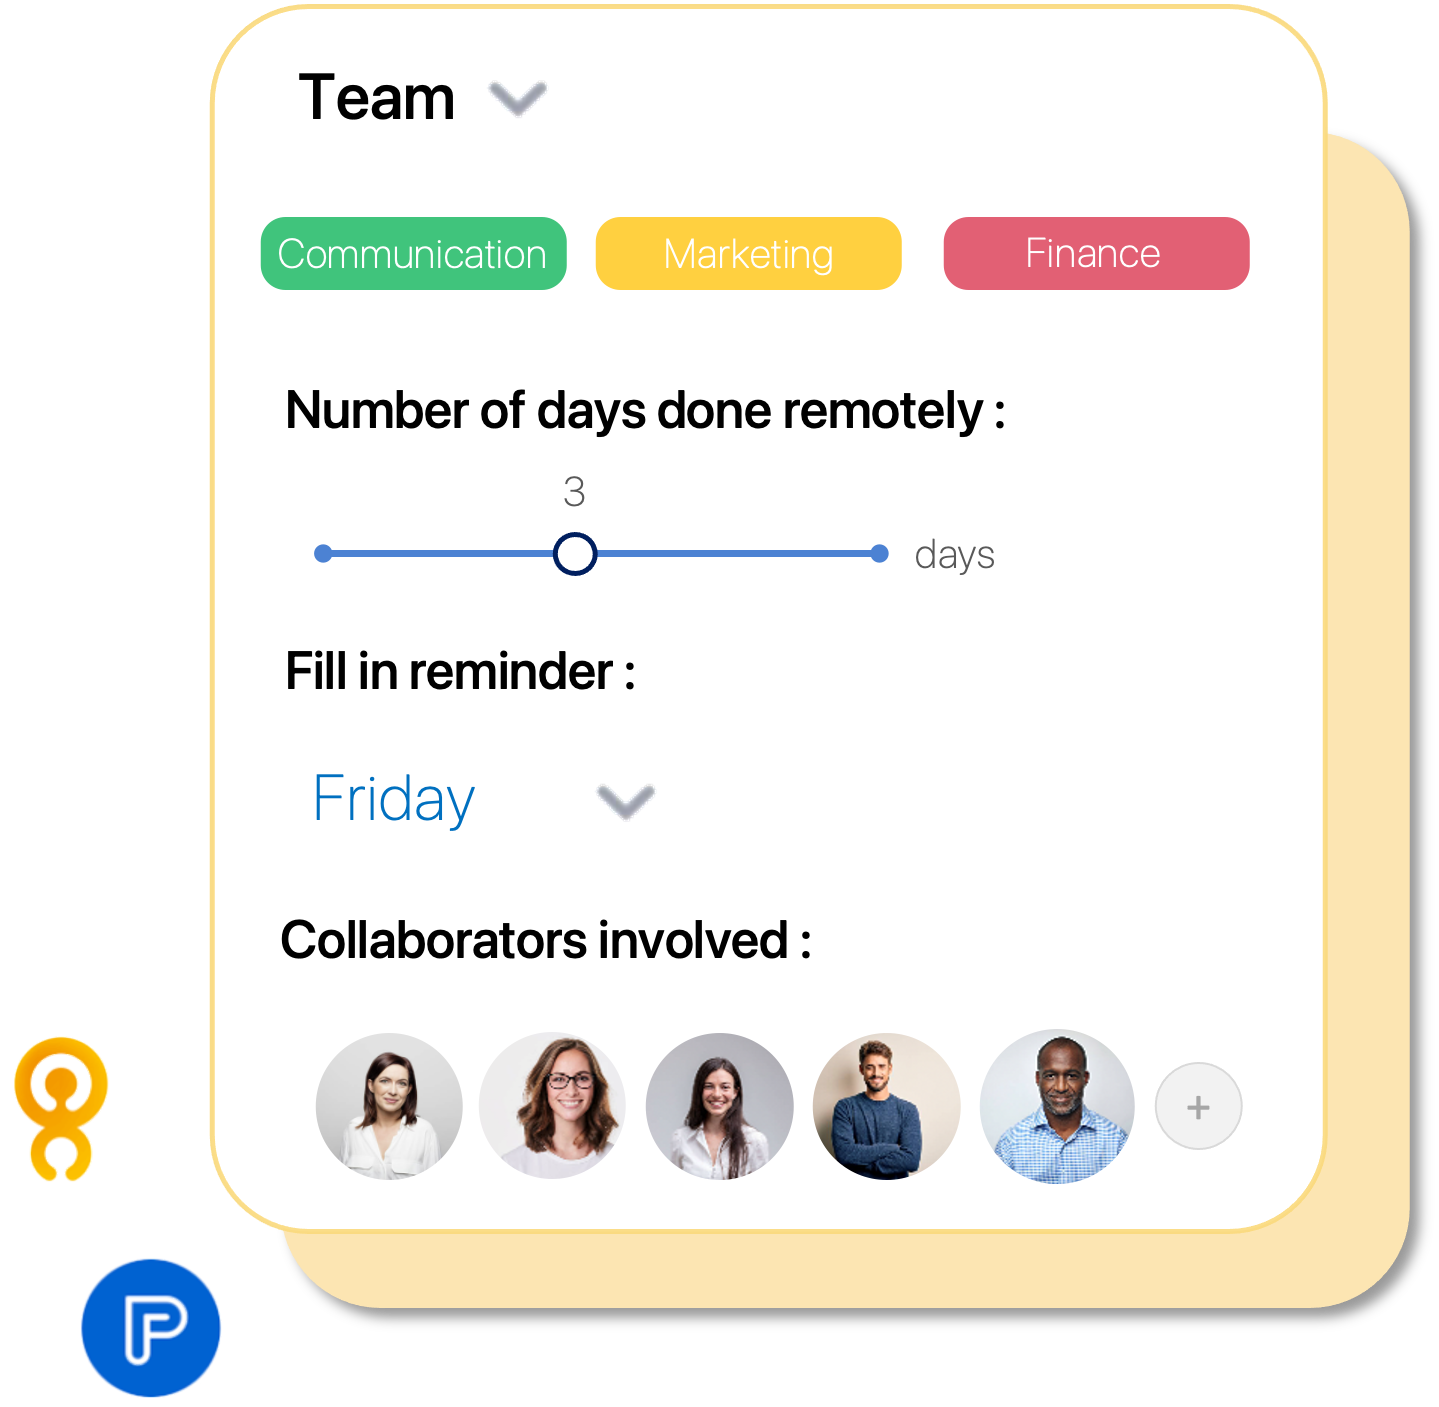 Team
Communication
Marketing
Finance
Number of days done remotely :
3
days
Fill in reminder :
Friday
Collaborators involved :
+
P